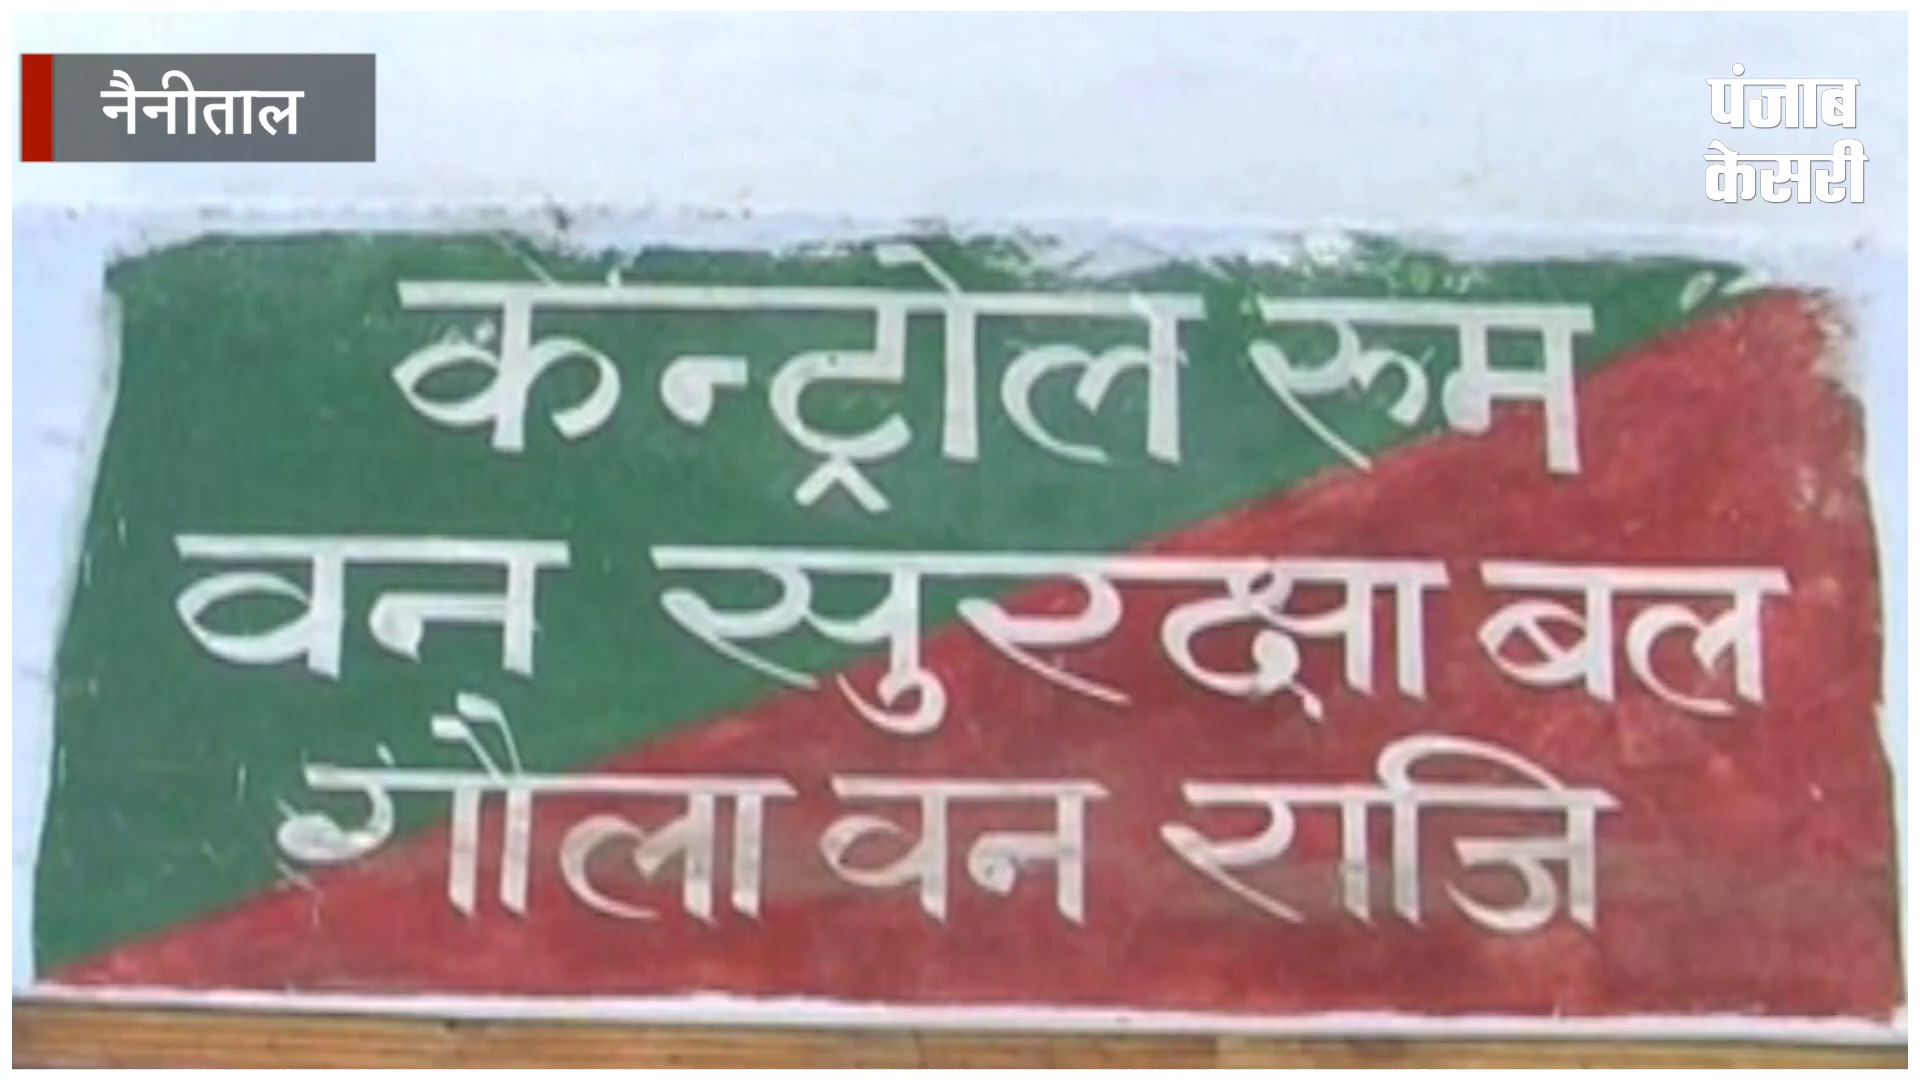 नैनीताल
पंजाब
केसरी
कन्ट्रोल रूम
वन सुरक्षा बल
गौला वन राजि